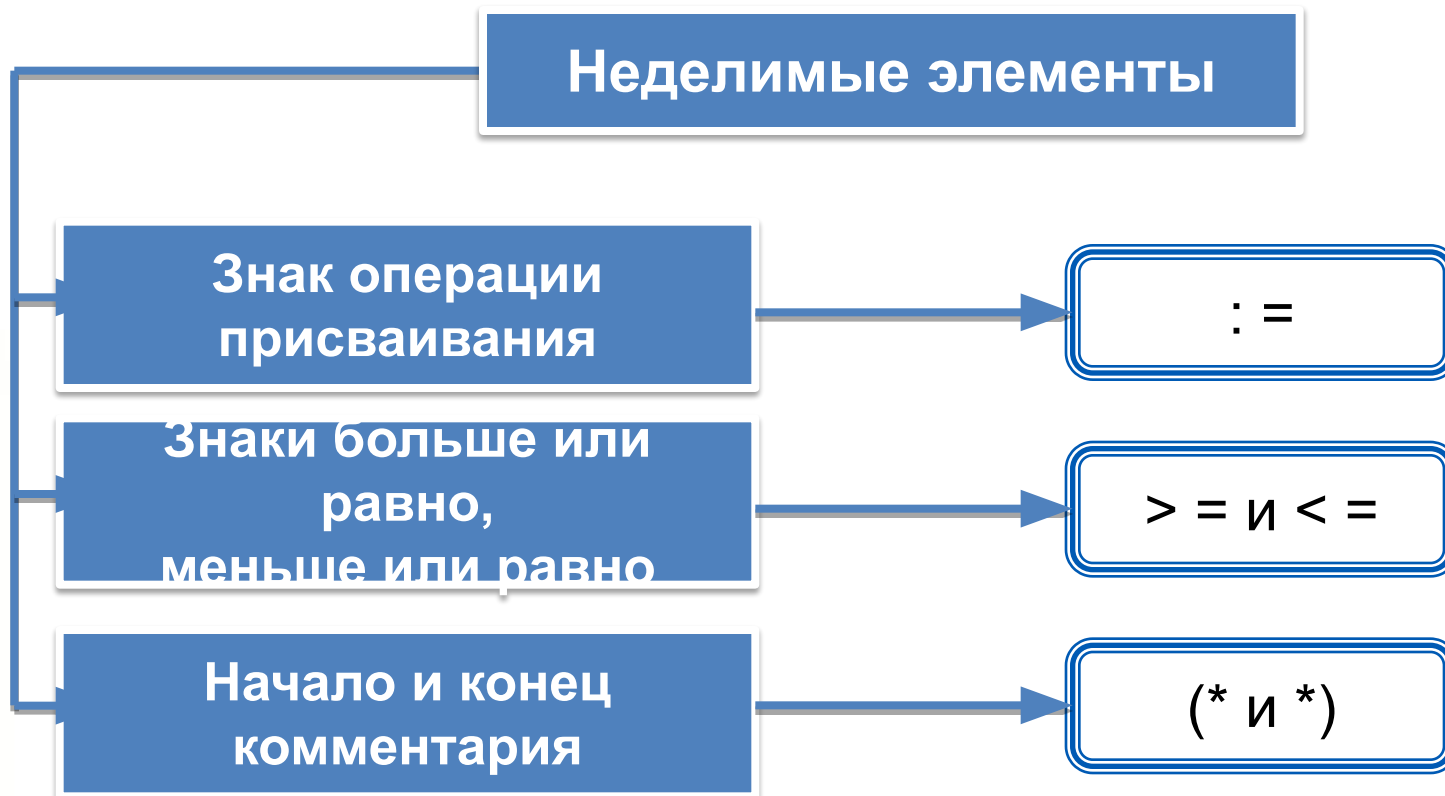 Неделимые элементы
Знак операции
присваивания
: =
Знаки больше или
равно,
меньше или равно
> = и < =
Начало и конец
комментария
(* и *)